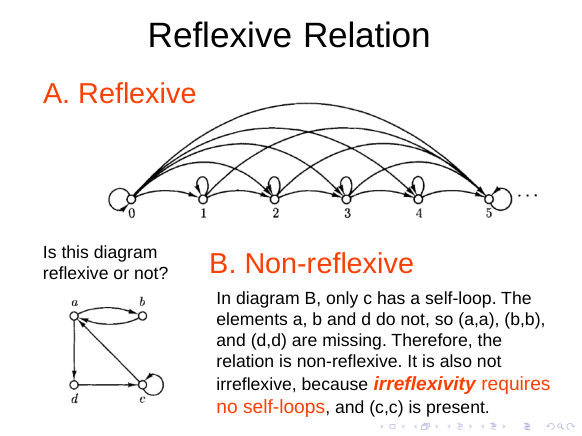 Reflexive Relation
A. Reflexive
0 1 2 3 4 5 ...
Is this diagram
reflexive or not?
B. Non-reflexive
a b
d c
In diagram B, only c has a self-loop. The
elements a, b and d do not, so (a,a), (b,b),
and (d,d) are missing. Therefore, the
relation is non-reflexive. It is also not
irreflexive, because irreflexivity requires
no self-loops, and (c,c) is present.